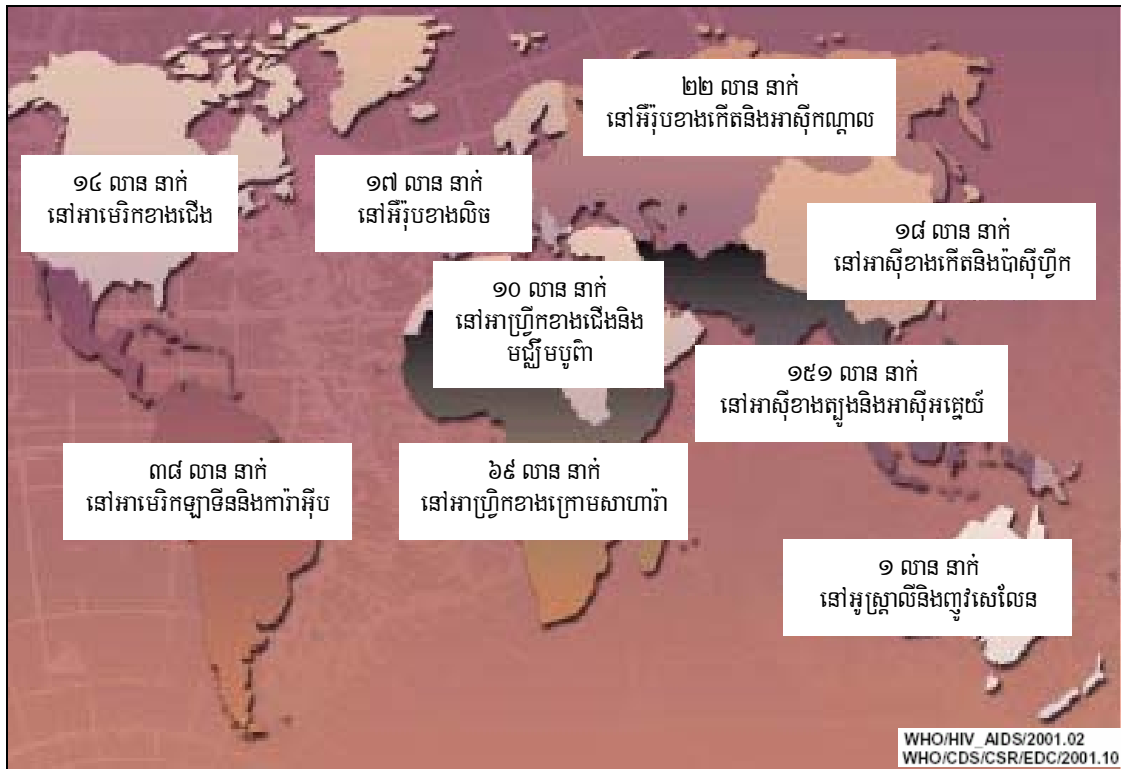 ២២ លាន នាក់
នៅអឺរ៉ុបខាងកើតនិងអាស៊ីកណ្តាល
១៤ លាន នាក់
នៅអាមេរិកខាងជើង
១៧ លាន នាក់
នៅអឺរ៉ុបខាងលិច
១៨ លាន នាក់
នៅអាស៊ីខាងកើតនិងប៉ាស៊ីហ្វីក
១០ លាន នាក់
នៅអាហ្វ្រីកខាងជើងនិង
មជ្ឈឹមបូព៌ា
១៥១ លាន នាក់
នៅអាស៊ីខាងត្បូងនិងអាស៊ីអគ្នេយ៍
៣៨ លាន នាក់
នៅអាមេរិកឡាទីននិងការ៉ាអ៊ីប
៦៩ លាន នាក់
នៅអាហ្វ្រិកខាងក្រោមសាហារ៉ា
១ លាន នាក់
នៅអូស្ត្រាលីនិងញូវសេលែន
WHO/HIV_AIDS/2001.02
WHO/CDS/CSR/EDC/2001.10